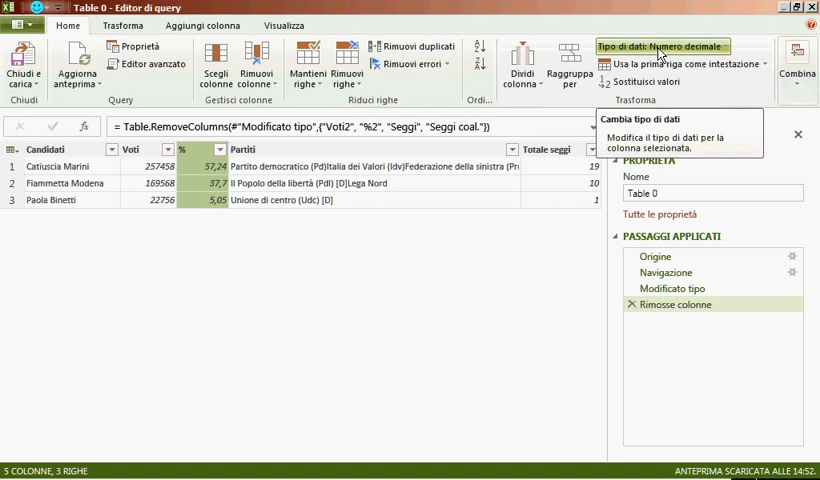 Table 0 - Editor di query
Home
Trasforma
Aggiungi colonna
Visualizza
Chiudi e carica
Chiudi
Aggiorna anteprima
Proprietà
Editor avanzato
Query
Scegli colonne
Rimuovi colonne
Gestisci colonne
Mantieni righe
Rimuovi righe
Rimuovi duplicati
Rimuovi errori
Riduci righe
Ordi...
Dividi colonna
Raggruppa per
Tipo di dati: Numero decimale
Usa la prima riga come intestazione
Sostituisci valori
Trasforma
Combina
Cambia tipo di dati
Modifica il tipo di dati per la
colonna selezionata.
= Table.RemoveColumns(#"Modificato tipo",{"Voti2", "%2", "Seggi", "Seggi coal."})
Candidati Voti % Partiti Totale seggi
1 Catiuscia Marini 257458 57,24 Partito democratico (Pd)Italia dei Valori (Idv)Federazione della sinistra (Pr 19
2 Fiammetta Modena 169568 37,7 Il Popolo della libertà (Pdl) [D]Lega Nord 10
3 Paola Binetti 22756 5,05 Unione di centro (Udc) [D] 1
PROPRIETÀ
Nome
Table 0
Tutte le proprietà
PASSAGGI APPLICATI
Origine
Navigazione
Modificato tipo
Rimosse colonne
5 COLONNE, 3 RIGHE
ANTEPRIMA SCARICATA ALLE 14:52.